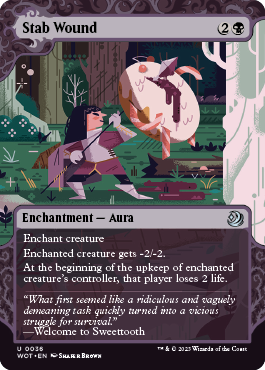 Stab Wound 2
Enchantment — Aura
Enchant creature
Enchanted creature gets -2/-2.
At the beginning of the upkeep of enchanted
creature's controller, that player loses 2 life.
“What first seemed like a ridiculous and vaguely
demeaning task quickly turned into a vicious
struggle for survival.”
—Welcome to Sweettooth
U 0036
WOT • EN Shafer Brown
™ & © 2023 Wizards of the Coast